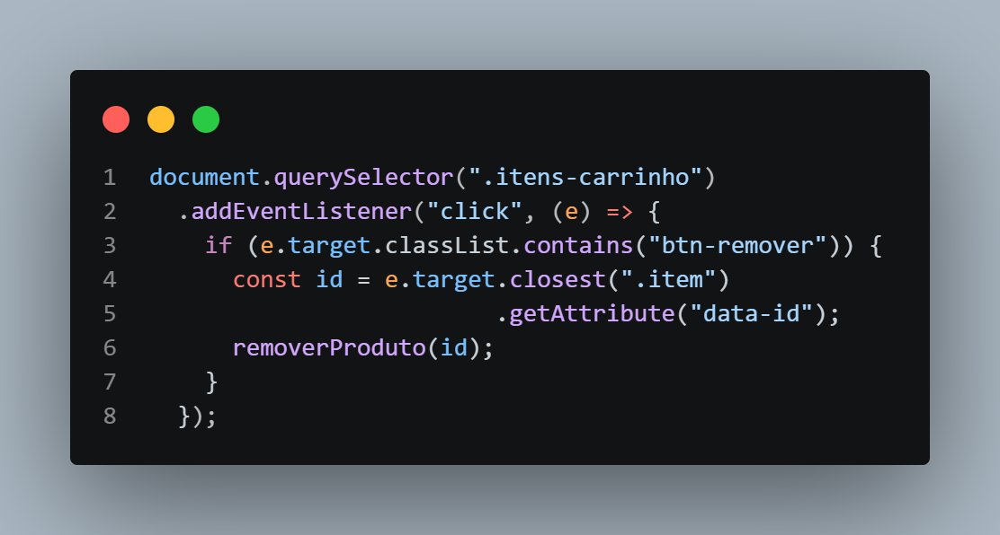 1 document.querySelector(".itens-carrinho")
2   .addEventListener("click", (e) => {
3     if (e.target.classList.contains("btn-remover")) {
4       const id = e.target.closest(".item")
5                          .getAttribute("data-id");
6       removerProduto(id);
7     }
8   });